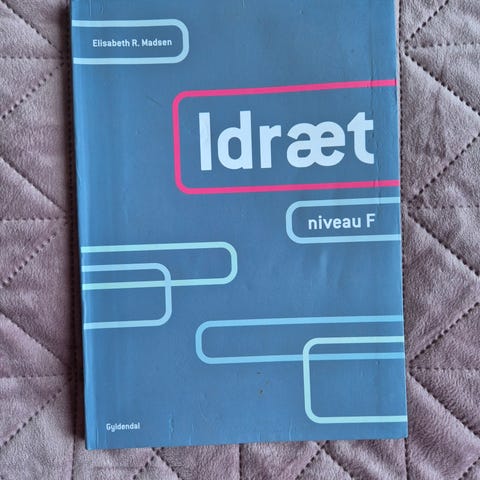 Elisabeth R. Madsen
Idræt
niveau F
Gyldendal